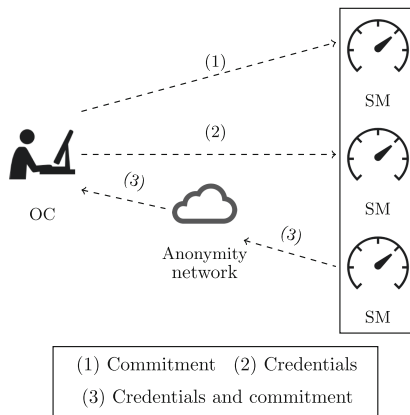 (1)
SM
(2)
OC
(3)
SM
Anonymity
network
(3)
SM
(1) Commitment (2) Credentials
(3) Credentials and commitment